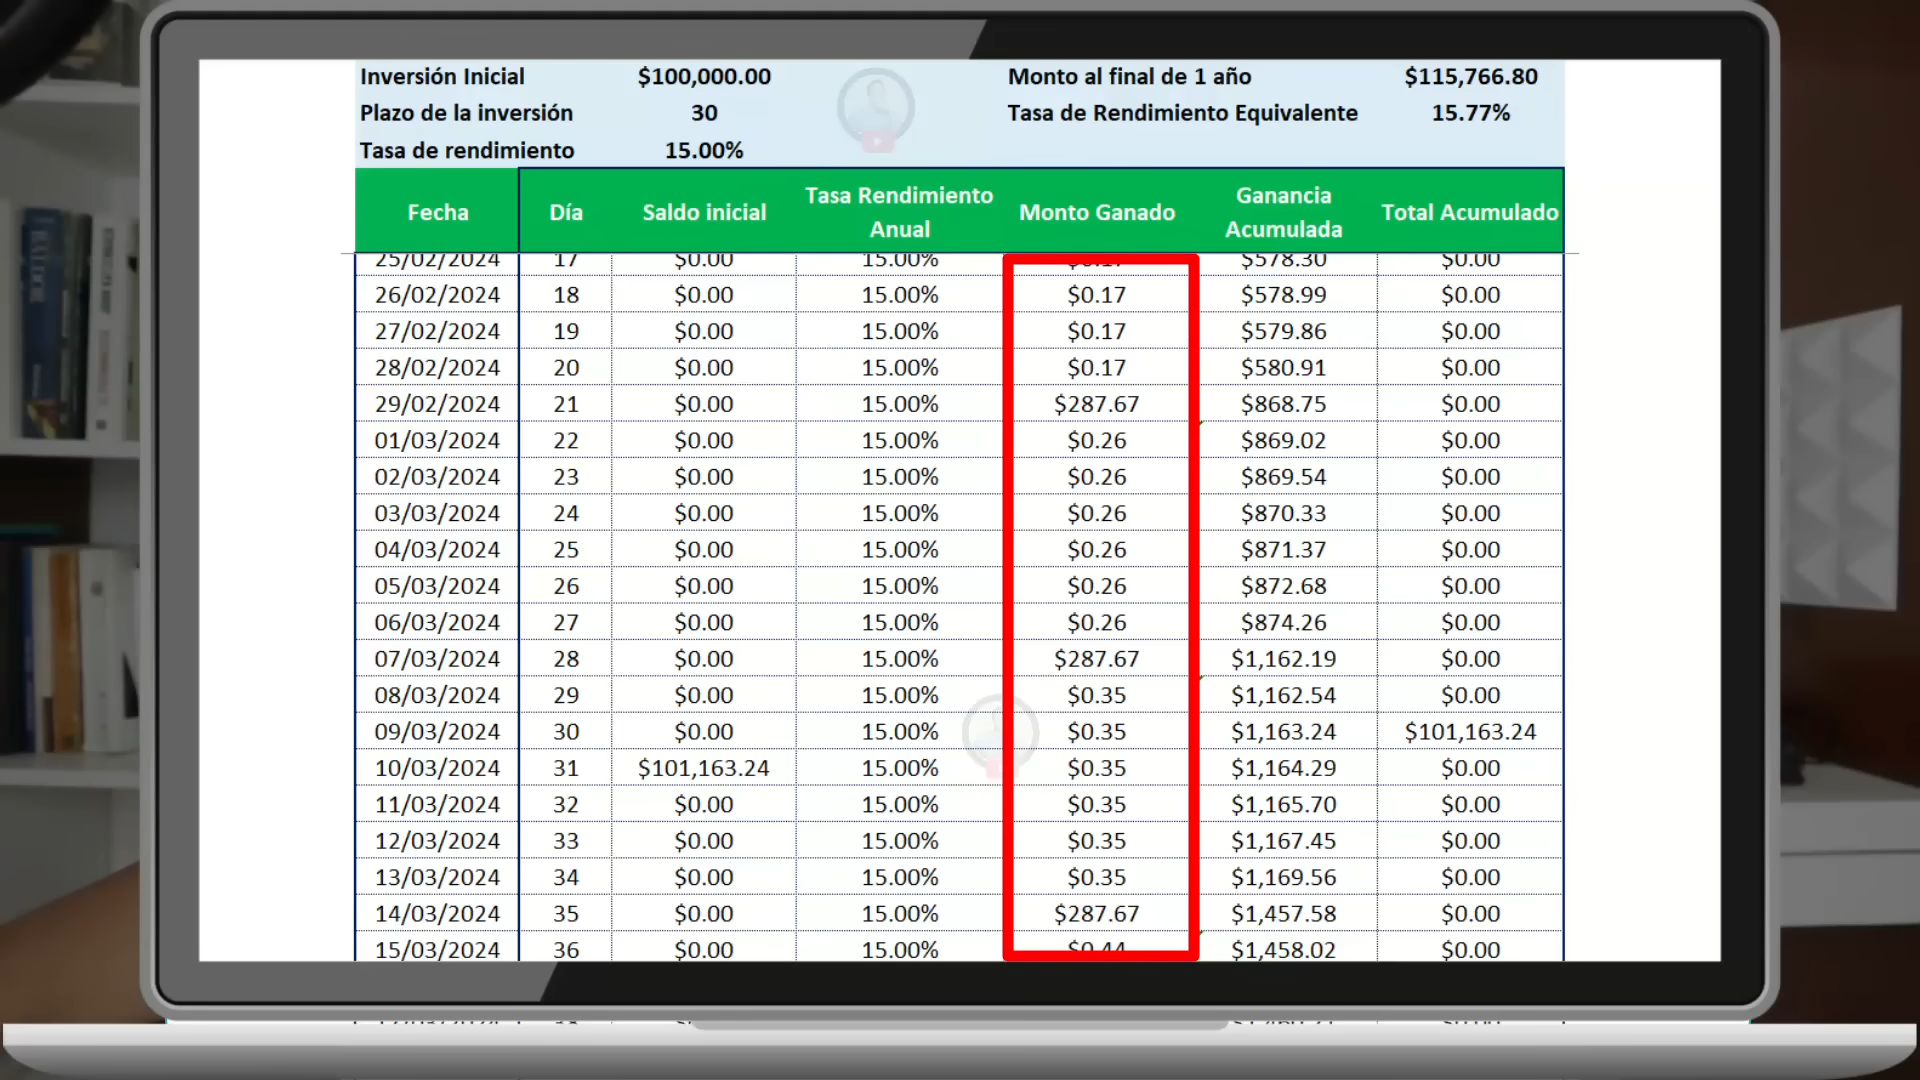 Inversión Inicial $100,000.00 Monto al final de 1 año $115,766.80
Plazo de la inversión 30 Tasa de Rendimiento Equivalente 15.77%
Tasa de rendimiento 15.00%
Fecha Día Saldo inicial Tasa Rendimiento Anual Monto Ganado Ganancia Acumulada Total Acumulado
25/02/2024 17 $0.00 15.00% $0.17 $578.30 $0.00
26/02/2024 18 $0.00 15.00% $0.17 $578.99 $0.00
27/02/2024 19 $0.00 15.00% $0.17 $579.86 $0.00
28/02/2024 20 $0.00 15.00% $0.17 $580.91 $0.00
29/02/2024 21 $0.00 15.00% $287.67 $868.75 $0.00
01/03/2024 22 $0.00 15.00% $0.26 $869.02 $0.00
02/03/2024 23 $0.00 15.00% $0.26 $869.54 $0.00
03/03/2024 24 $0.00 15.00% $0.26 $870.33 $0.00
04/03/2024 25 $0.00 15.00% $0.26 $871.37 $0.00
05/03/2024 26 $0.00 15.00% $0.26 $872.68 $0.00
06/03/2024 27 $0.00 15.00% $0.26 $874.26 $0.00
07/03/2024 28 $0.00 15.00% $287.67 $1,162.19 $0.00
08/03/2024 29 $0.00 15.00% $0.35 $1,162.54 $0.00
09/03/2024 30 $0.00 15.00% $0.35 $1,163.24 $101,163.24
10/03/2024 31 $101,163.24 15.00% $0.35 $1,164.29 $0.00
11/03/2024 32 $0.00 15.00% $0.35 $1,165.70 $0.00
12/03/2024 33 $0.00 15.00% $0.35 $1,167.45 $0.00
13/03/2024 34 $0.00 15.00% $0.35 $1,169.56 $0.00
14/03/2024 35 $0.00 15.00% $287.67 $1,457.58 $0.00
15/03/2024 36 $0.00 15.00% $0.44 $1,458.02 $0.00